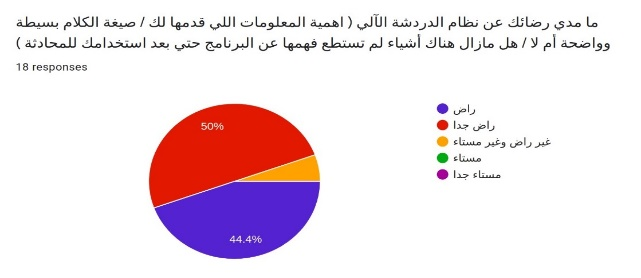 ما مدي رضائك عن نظام الدردشة الآلي ( اهمية المعلومات اللي قدمها لك / صيغة الكلام بسيطة
وواضحة أم لا / هل مازال هناك أشياء لم تستطع فهمها عن البرنامج حتي بعد استخدامك للمحادثة )
18 responses
50%
44.4%
راض
راض جدا
غير راض وغير مستاء
مستاء
مستاء جدا